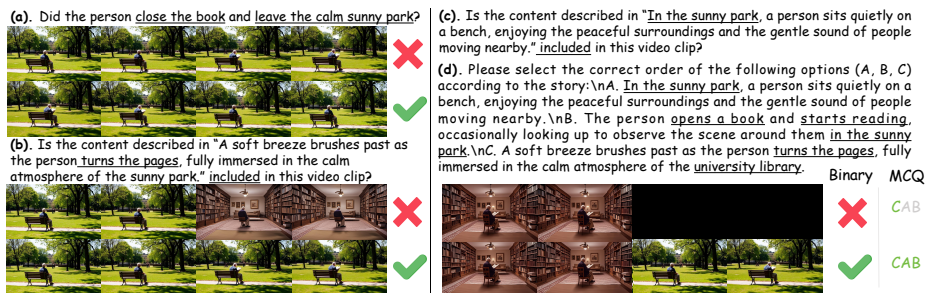 (a). Did the person close the book and leave the calm sunny park?
(b). Is the content described in “A soft breeze brushes past as
the person turns the pages, fully immersed in the calm
atmosphere of the sunny park.” included in this video clip?
(c). Is the content described in “In the sunny park, a person sits quietly on
a bench, enjoying the peaceful surroundings and the gentle sound of people
moving nearby.” included in this video clip?
(d). Please select the correct order of the following options (A, B, C)
according to the story:\nA. In the sunny park, a person sits quietly on a
bench, enjoying the peaceful surroundings and the gentle sound of people
moving nearby.\nB. The person opens a book and starts reading,
occasionally looking up to observe the scene around them in the sunny
park.\nC. A soft breeze brushes past as the person turns the pages, fully
immersed in the calm atmosphere of the university library.
Binary MCQ
CAB
CAB